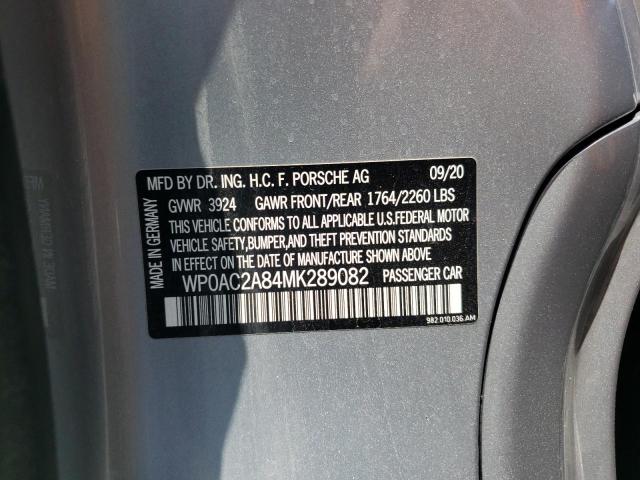 MFD BY DR. ING. H.C. F. PORSCHE AG 09/20
GVWR 3924 GAWR FRONT/REAR 1764/2260 LBS
THIS VEHICLE CONFORMS TO ALL APPLICABLE U.S.FEDERAL MOTOR
VEHICLE SAFETY,BUMPER,AND THEFT PREVENTION STANDARDS
IN EFFECT ON THE DATE OF MANUFACTURE SHOWN ABOVE
WP0AC2A84MK289082 PASSENGER CAR
982.010.036.AM
MADE IN GERMANY